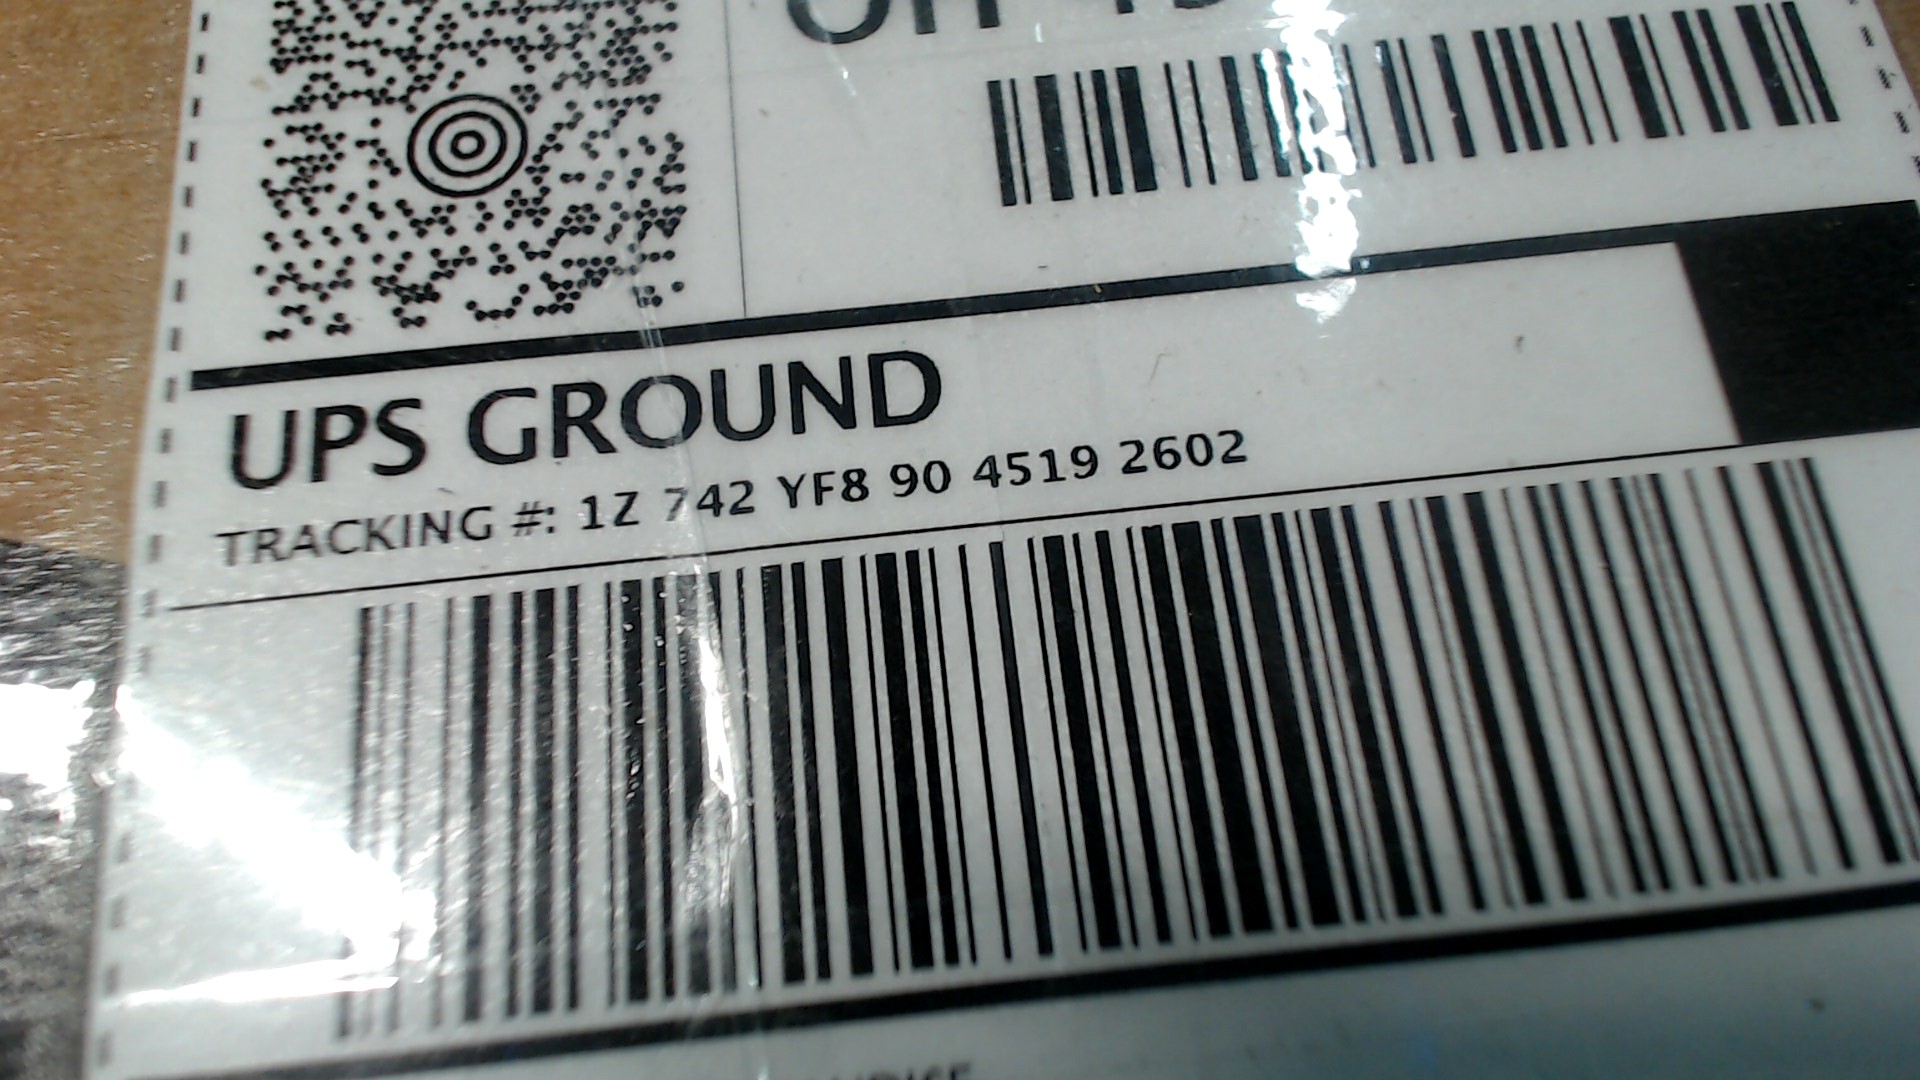 UPS GROUND
TRACKING #: 1Z 742 YF8 90 4519 2602